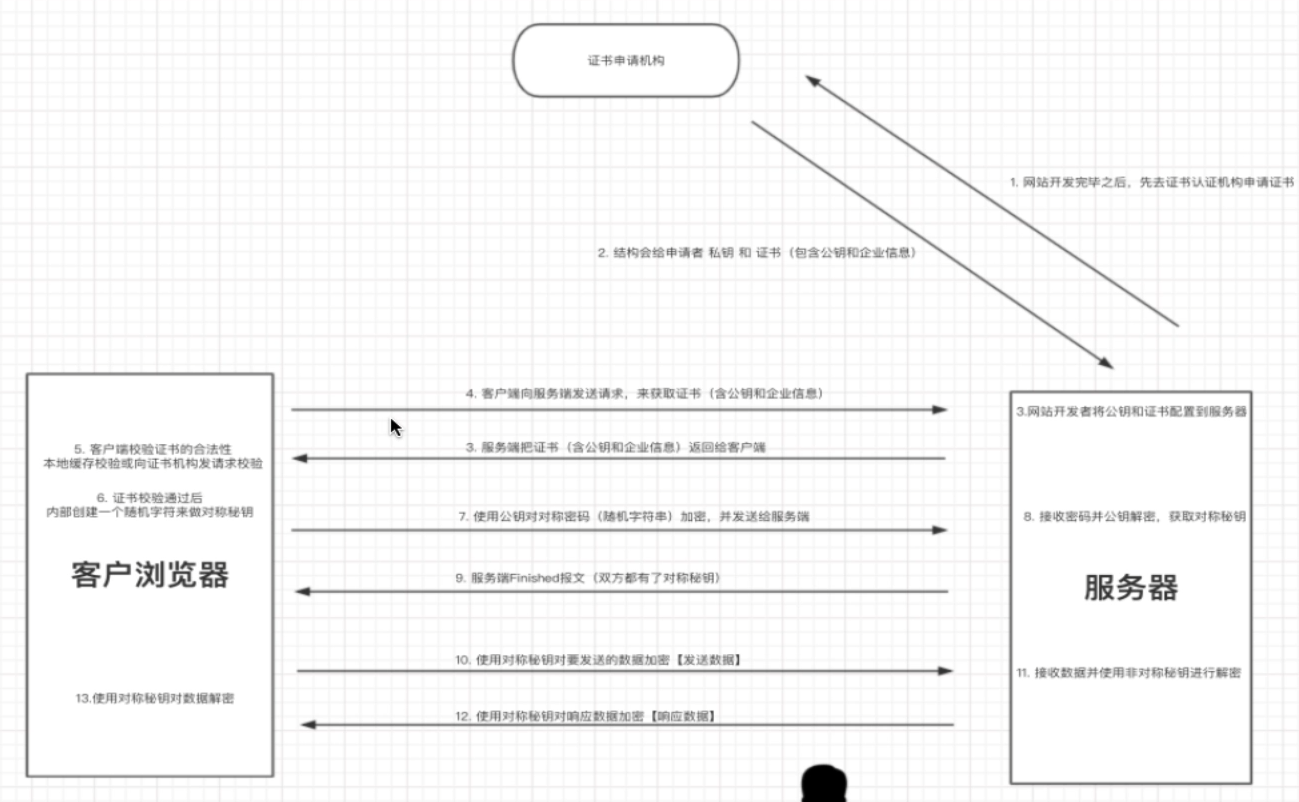 证书申请机构
1. 网站开发完毕之后，先去证书认证机构申请证书
2. 结构会给申请者 私钥 和 证书（包含公钥和企业信息）
4. 客户端向服务端发送请求，来获取证书（含公钥和企业信息）
3.网站开发者将公钥和证书配置到服务器
3. 服务端把证书（含公钥和企业信息）返回给客户端
5. 客户端校验证书的合法性
本地缓存校验或向证书机构发请求校验
6. 证书校验通过后
内部创建一个随机字符来做对称秘钥
7. 使用公钥对对称密码（随机字符串）加密，并发送给服务端
8. 接收密码并公钥解密，获取对称秘钥
客户浏览器
9. 服务端Finished报文（双方都有了对称秘钥）
服务器
10. 使用对称秘钥对要发送的数据加密【发送数据】
11. 接收数据并使用非对称秘钥进行解密
12. 使用对称秘钥对响应数据加密【响应数据】
13.使用对称秘钥对数据解密